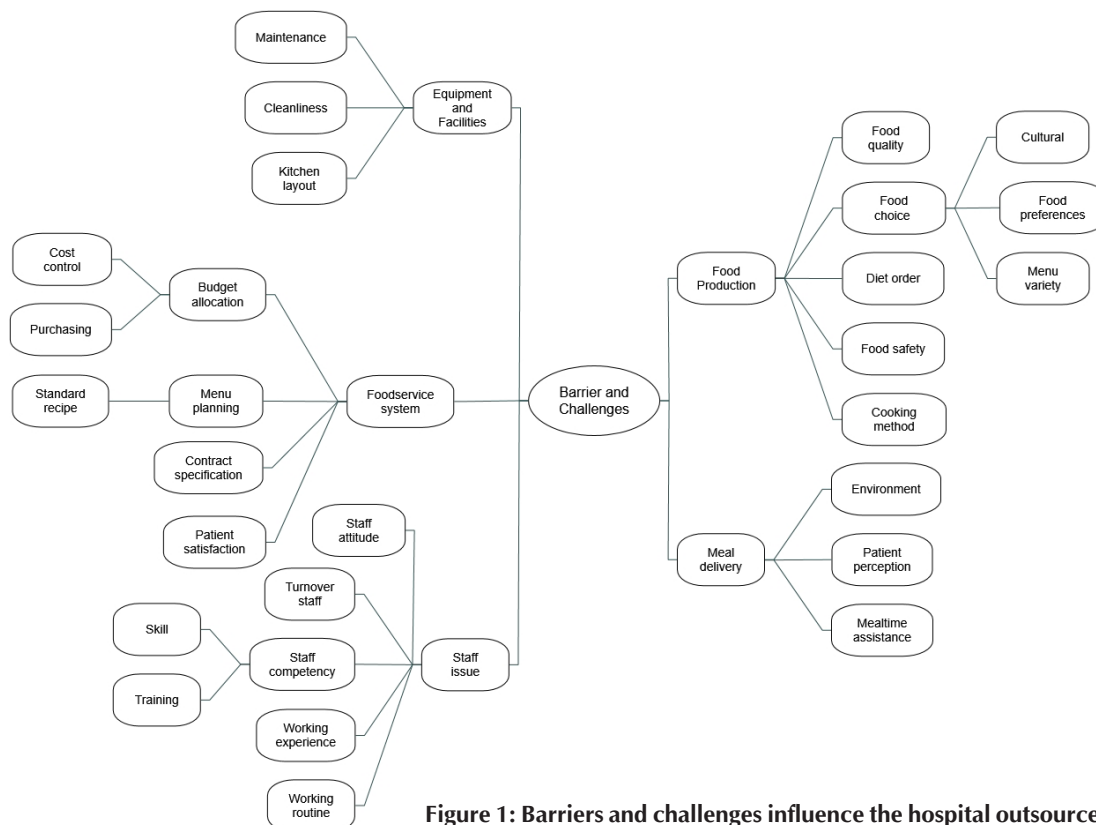 Maintenance
Cleanliness
Kitchen
layout
Equipment
and
Facilities
Cost
control
Purchasing
Budget
allocation
Standard
recipe
Menu
planning
Contract
specification
Patient
satisfaction
Foodservice
system
Staff
attitude
Turnover
staff
Skill
Training
Staff
competency
Working
experience
Working
routine
Staff
issue
Barrier and
Challenges
Food
Production
Food
quality
Food
choice
Diet order
Food safety
Cooking
method
Cultural
Food
preferences
Menu
variety
Meal
delivery
Environment
Patient
perception
Mealtime
assistance
Figure 1: Barriers and challenges influence the hospital outsource